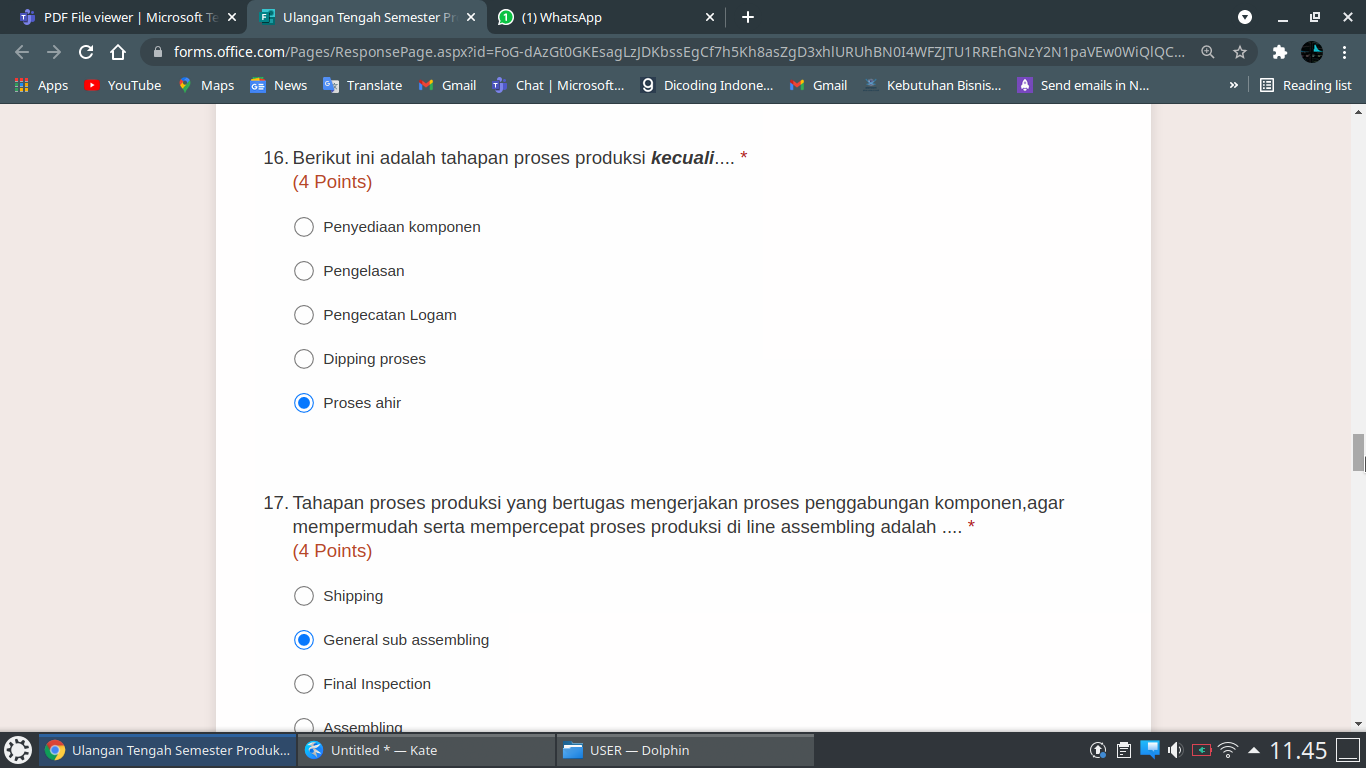 PDF File viewer | Microsoft Te
Ulangan Tengah Semester Pr
(1) WhatsApp
forms.office.com/Pages/ResponsePage.aspx?id=FoG-dAzGt0GKEsagLzJDKbssEgCf7h5Kh8asZgD3xhlURUhBN0I4WFZJTU1RREhGNzY2N1paVEw0WiQlQC...
Apps
YouTube
Maps
News
Translate
Gmail
Chat | Microsoft...
Dicoding Indone...
Gmail
Kebutuhan Bisnis...
Send emails in N...
»
Reading list
16. Berikut ini adalah tahapan proses produksi kecuali.... *
(4 Points)
Penyediaan komponen
Pengelasan
Pengecatan Logam
Dipping proses
Proses ahir
17. Tahapan proses produksi yang bertugas mengerjakan proses penggabungan komponen,agar
mempermudah serta mempercepat proses produksi di line assembling adalah .... *
(4 Points)
Shipping
General sub assembling
Final Inspection
Assembling
Ulangan Tengah Semester Produk...
Untitled * — Kate
USER — Dolphin
11.45